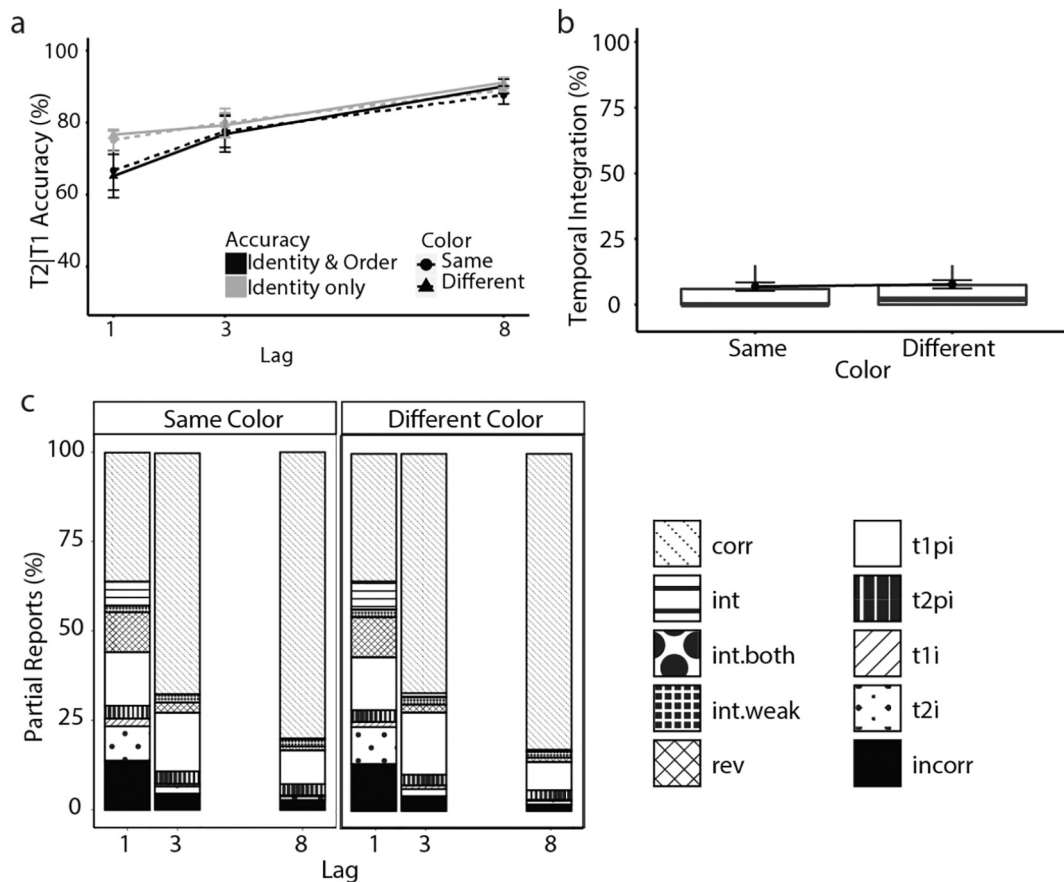 a
100
80
60
40
T2|T1 Accuracy (%)
Accuracy
Identity & Order
Identity only
Color
Same
Different
1
3
8
Lag
b
100
75
50
25
0
Temporal Integration (%)
Same
Different
Color
c
Same Color
Different Color
100
75
50
25
0
Partial Reports (%)
1
3
8
1
3
8
Lag
corr
int
int.both
int.weak
rev
t1pi
t2pi
t1i
t2i
incorr